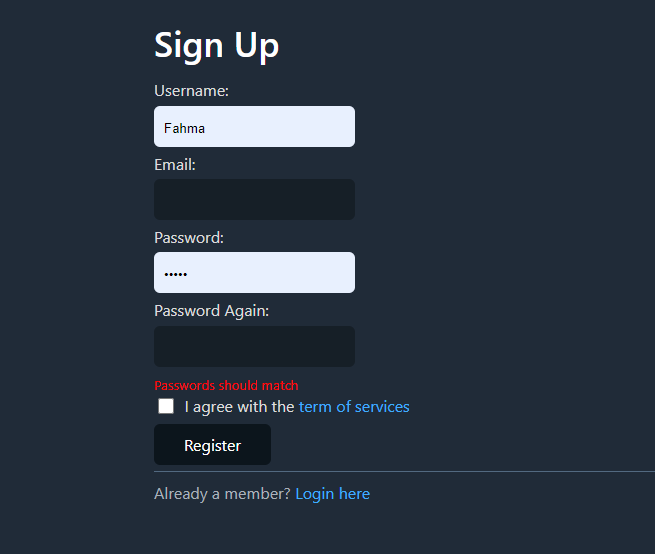 Sign Up
Username:
Fahma
Email:
Password:
•••••
Password Again:
Passwords should match
I agree with the term of services
Register
Already a member? Login here